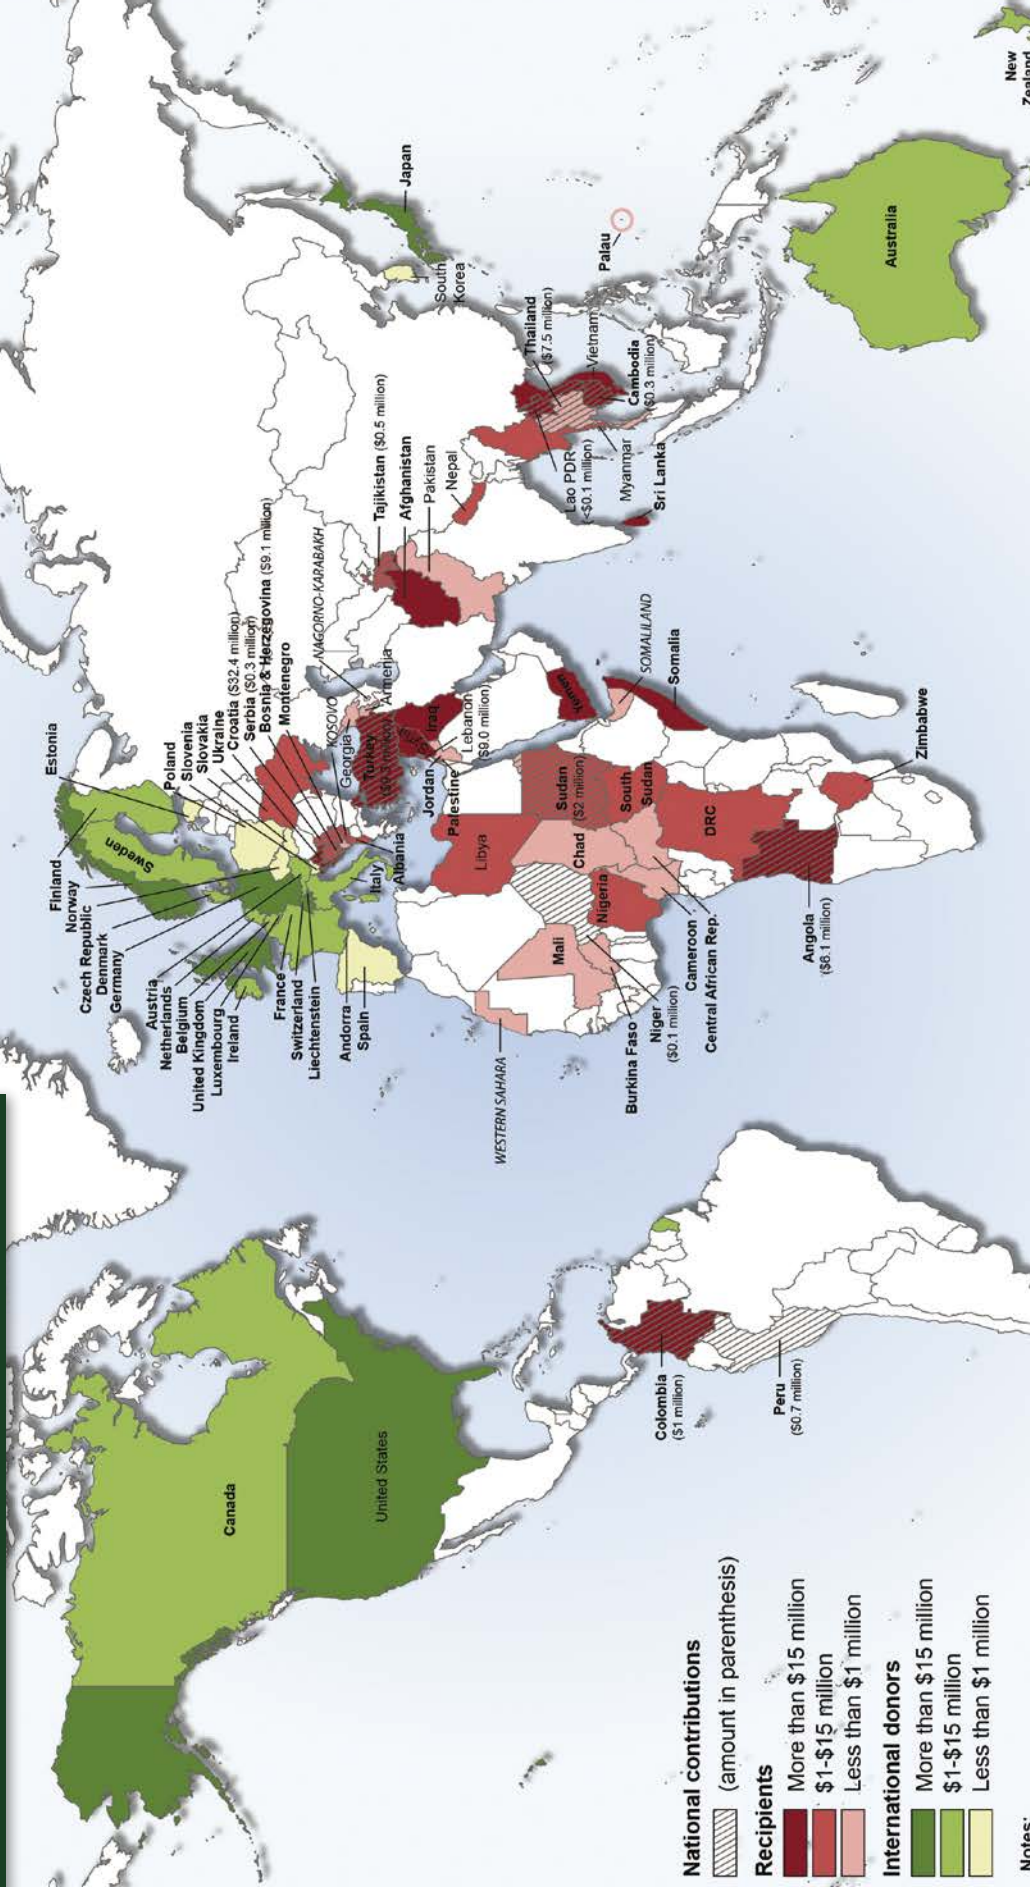 Estonia
Finland
Norway
Czech Republic
Denmark
Germany
Sweden
Austria
Netherlands
Belgium
United Kingdom
Luxembourg
Ireland
France
Switzerland
Liechtenstein
Andorra
Spain
Poland
Slovenia
Slovakia
Ukraine
Croatia ($32.4 million)
Serbia ($0.3 million)
Bosnia & Herzegovina ($9.1 million)
Montenegro
KOSOVO
NAGORNO-KARABAKH
Georgia
Armenia
Turkey
Italy
Albania
Jordan
Palestine
Syria
Iraq
Lebanon
($9.0 million)
Yemen
Tajikistan ($0.5 million)
Afghanistan
Pakistan
Nepal
Japan
South
Korea
Thailand
($7.5 million)
Vietnam
Cambodia
($0.3 million)
Lao PDR
(<$0.1 million)
Myanmar
Sri Lanka
Palau
Australia
New
Zealand
Canada
United States
WESTERN SAHARA
Libya
Mali
Chad
Sudan
($2 million)
South
Sudan
Nigeria
DRC
SOMALILAND
Somalia
Burkina Faso
Niger
($0.1 million)
Cameroon
Central African Rep.
Angola
($6.1 million)
Zimbabwe
Colombia
($1 million)
Peru
($0.7 million)
National contributions
(amount in parenthesis)
Recipients
More than $15 million
$1-$15 million
Less than $1 million
International donors
More than $15 million
$1-$15 million
Less than $1 million
Notes: